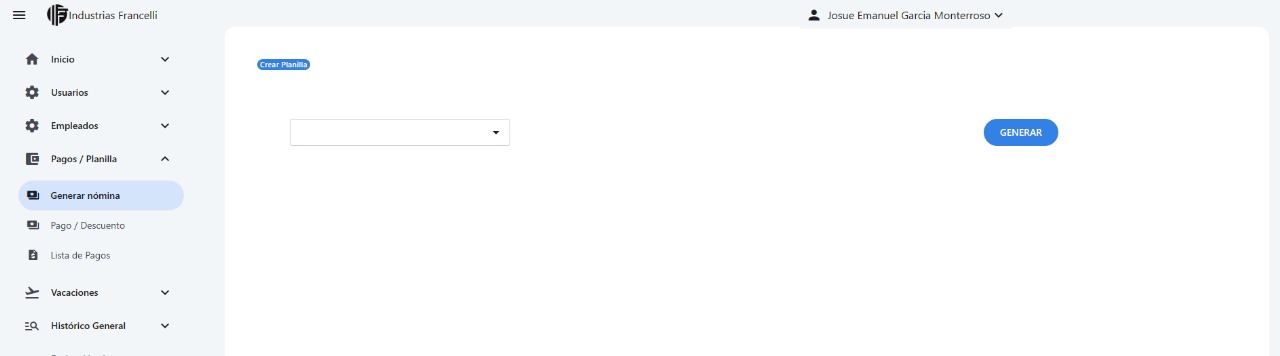 Industrias Francelli
Josue Emanuel Garcia Monterroso
Inicio
Usuarios
Empleados
Pagos / Planilla
Generar nómina
Pago / Descuento
Lista de Pagos
Vacaciones
Histórico General
Crear Planilla
GENERAR